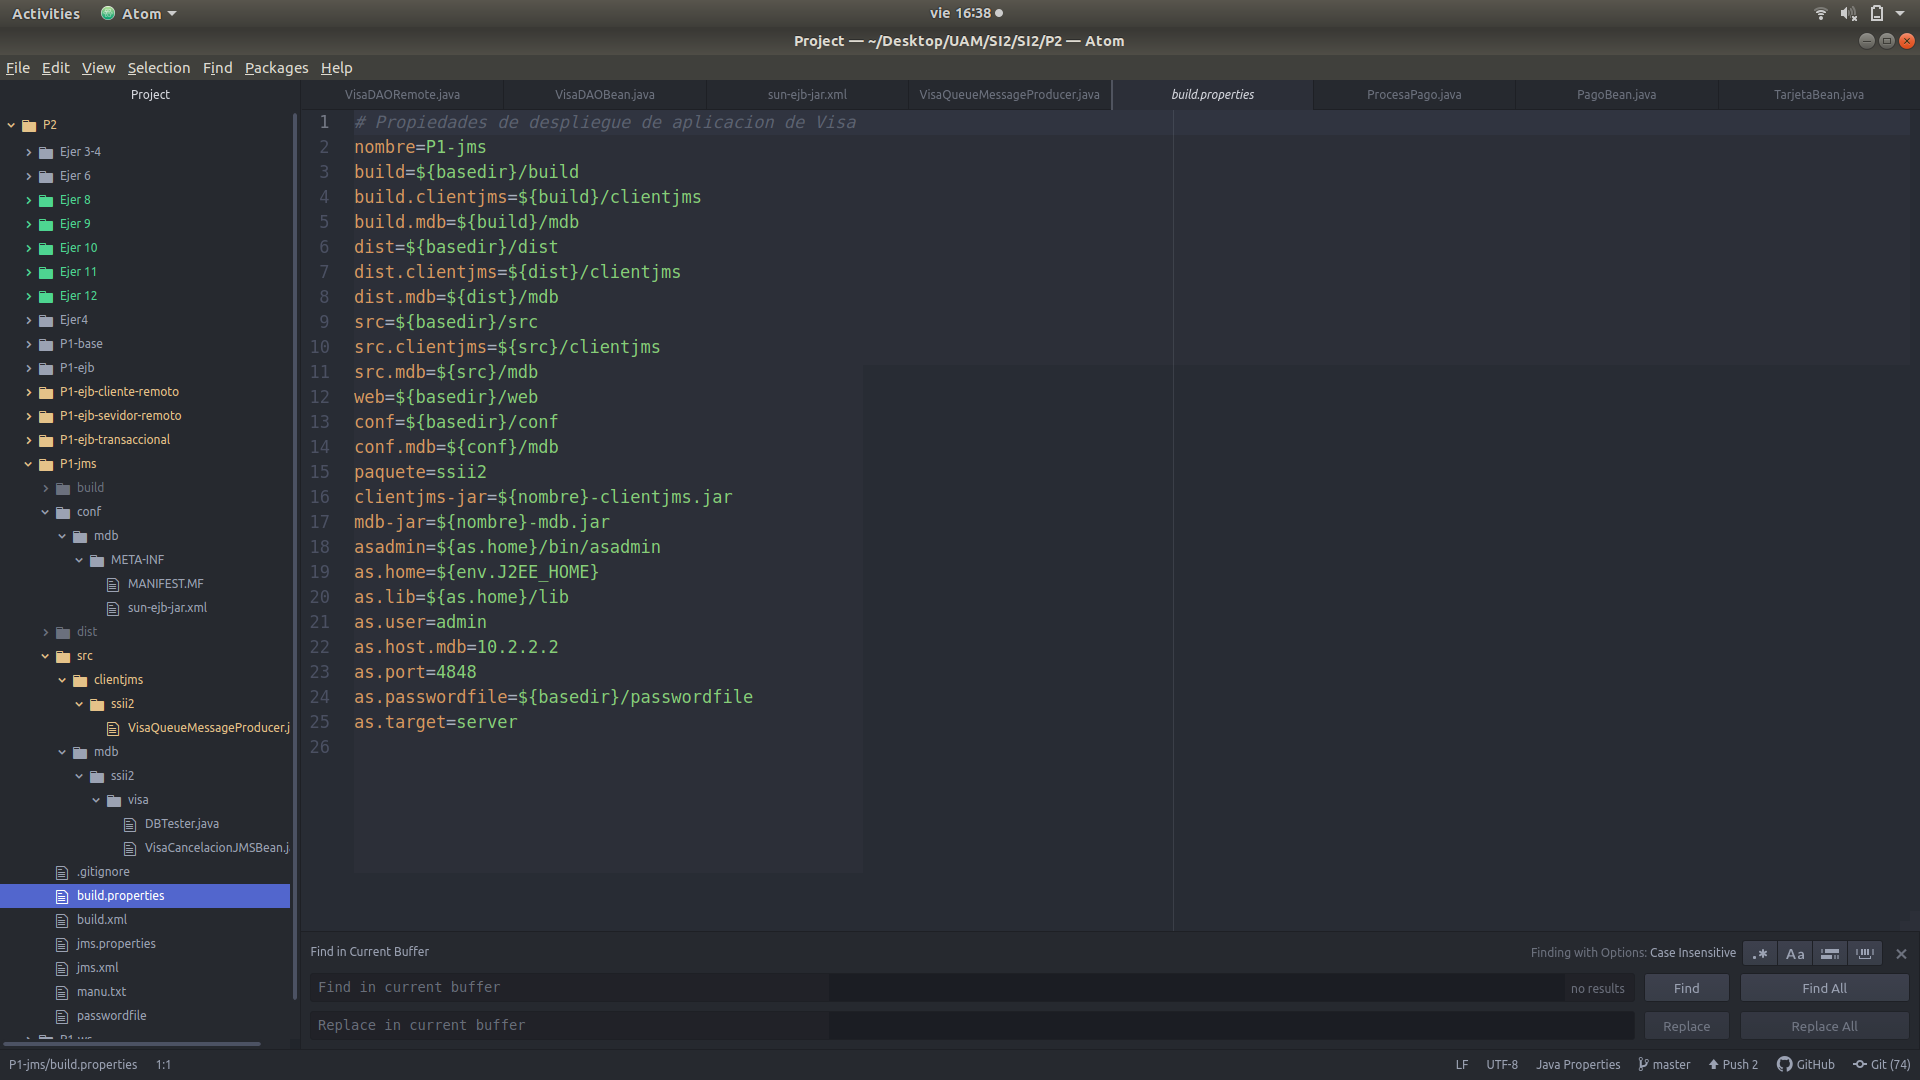 Activities
Atom
vie 16:38
Project — ~/Desktop/UAM/SI2/SI2/P2 — Atom
File Edit View Selection Find Packages Help
Project
P2
Ejer 3-4
Ejer 6
Ejer 8
Ejer 9
Ejer 10
Ejer 11
Ejer 12
Ejer4
P1-base
P1-ejb
P1-ejb-cliente-remoto
P1-ejb-sevidor-remoto
P1-ejb-transaccional
P1-jms
build
conf
mdb
META-INF
MANIFEST.MF
sun-ejb-jar.xml
dist
src
clientjms
ssii2
VisaQueueMessageProducer.j
mdb
ssii2
visa
DBTester.java
VisaCancelacionJMSBean.j
.gitignore
build.properties
build.xml
jms.properties
jms.xml
manu.txt
passwordfile
VisaDAORemote.java
VisaDAOBean.java
sun-ejb-jar.xml
VisaQueueMessageProducer.java
build.properties
ProcesaPago.java
PagoBean.java
TarjetaBean.java
1 # Propiedades de despliegue de aplicacion de Visa
2 nombre=P1-jms
3 build=${basedir}/build
4 build.clientjms=${build}/clientjms
5 build.mdb=${build}/mdb
6 dist=${basedir}/dist
7 dist.clientjms=${dist}/clientjms
8 dist.mdb=${dist}/mdb
9 src=${basedir}/src
10 src.clientjms=${src}/clientjms
11 src.mdb=${src}/mdb
12 web=${basedir}/web
13 conf=${basedir}/conf
14 conf.mdb=${conf}/mdb
15 paquete=ssii2
16 clientjms-jar=${nombre}-clientjms.jar
17 mdb-jar=${nombre}-mdb.jar
18 asadmin=${as.home}/bin/asadmin
19 as.home=${env.J2EE_HOME}
20 as.lib=${as.home}/lib
21 as.user=admin
22 as.host.mdb=10.2.2.2
23 as.port=4848
24 as.passwordfile=${basedir}/passwordfile
25 as.target=server
26
Find in Current Buffer
Finding with Options: Case Insensitive
.* Aa
Find in current buffer
no results
Find
Find All
Replace in current buffer
Replace
Replace All
P1-jms/build.properties 1:1
LF UTF-8 Java Properties master Push 2 GitHub Git (74)